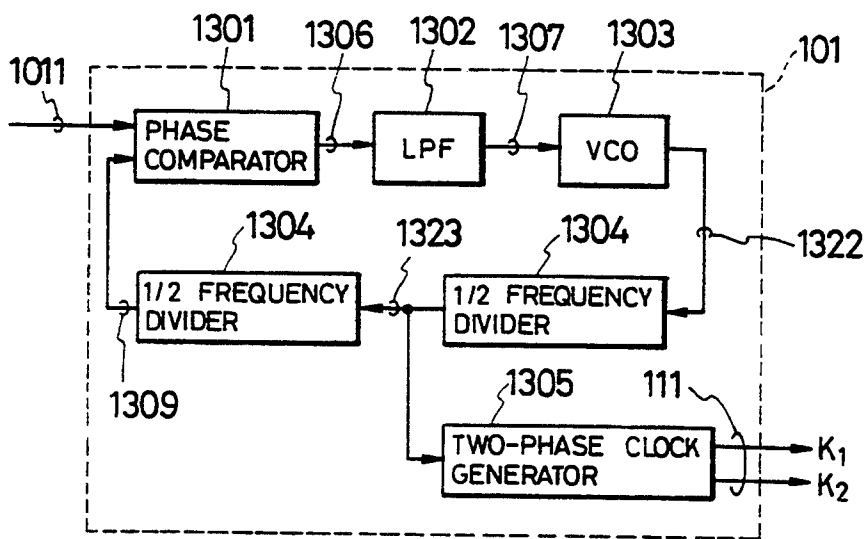 1301
1306
1302
1307
1303
101
1011
PHASE
COMPARATOR
LPF
VCO
1304
1323
1304
1322
1/2 FREQUENCY
DIVIDER
1/2 FREQUENCY
DIVIDER
1309
1305
111
TWO-PHASE CLOCK
GENERATOR
K1
K2